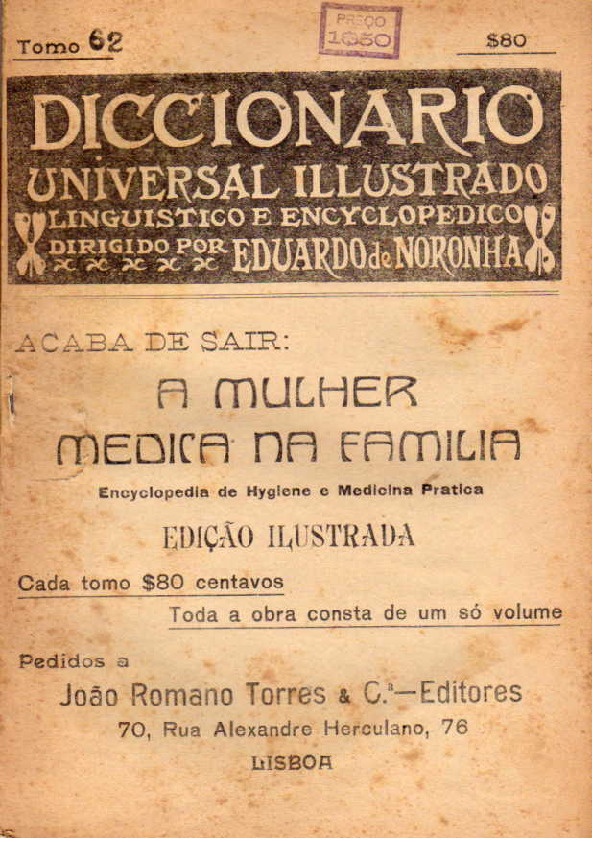 Tomo 62
PREÇO
1$50
$80
DICCIONARIO
UNIVERSAL ILLUSTRADO
LINGUISTICO E ENCYCLOPEDICO
DIRIGIDO POR EDUARDO de NORONHA
ACABA DE SAIR:
A MULHER
MEDICA NA FAMILIA
Encyclopedia de Hygiene e Medicina Pratica
EDIÇÃO ILUSTRADA
Cada tomo $80 centavos
Toda a obra consta de um só volume
Pedidos a
João Romano Torres & C.ª—Editores
70, Rua Alexandre Herculano, 76
LISBOA